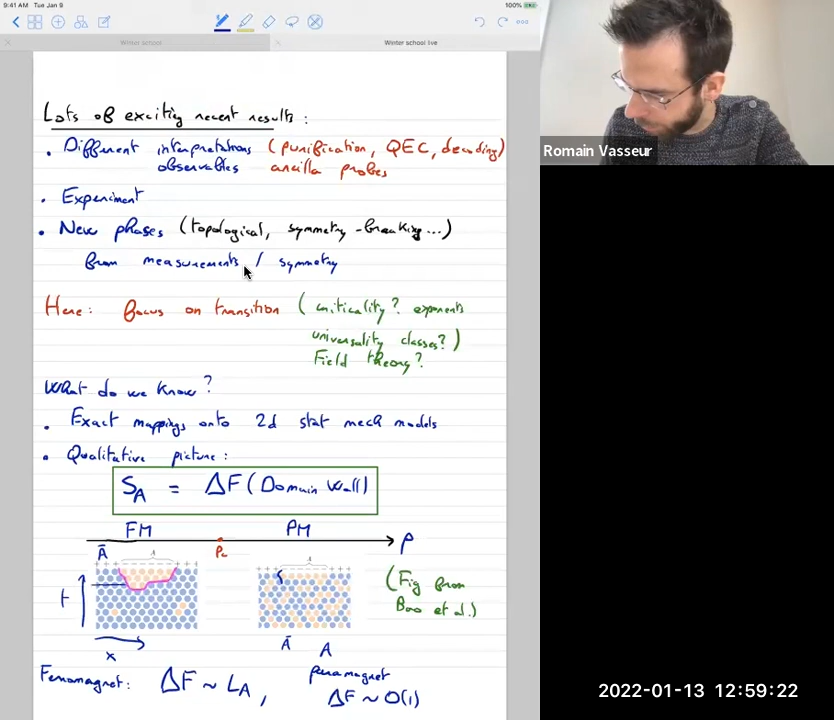 9:41 AM Tue Jan 9
100%
Winter school
Winter school live
Lots of exciting recent results :
• Different interpretations (purification, QEC, decoding)
observables ancilla probes
• Experiment
• New phases (topological, symmetry-breaking...)
from measurements / symmetry
Here: focus on transition ( criticality? exponents
universality classes? )
Field theory?
What do we know?
• Exact mappings onto 2d stat mech models
• Qualitative picture :
S_A = ΔF (Domain Wall)
FM PM
p
Pc
Ā A A
t
x
Ā A
(Fig from
Bao et al.)
Ferromagnet: ΔF ~ L_A , paramagnet
ΔF ~ O(1)
Romain Vasseur
2022-01-13 12:59:22